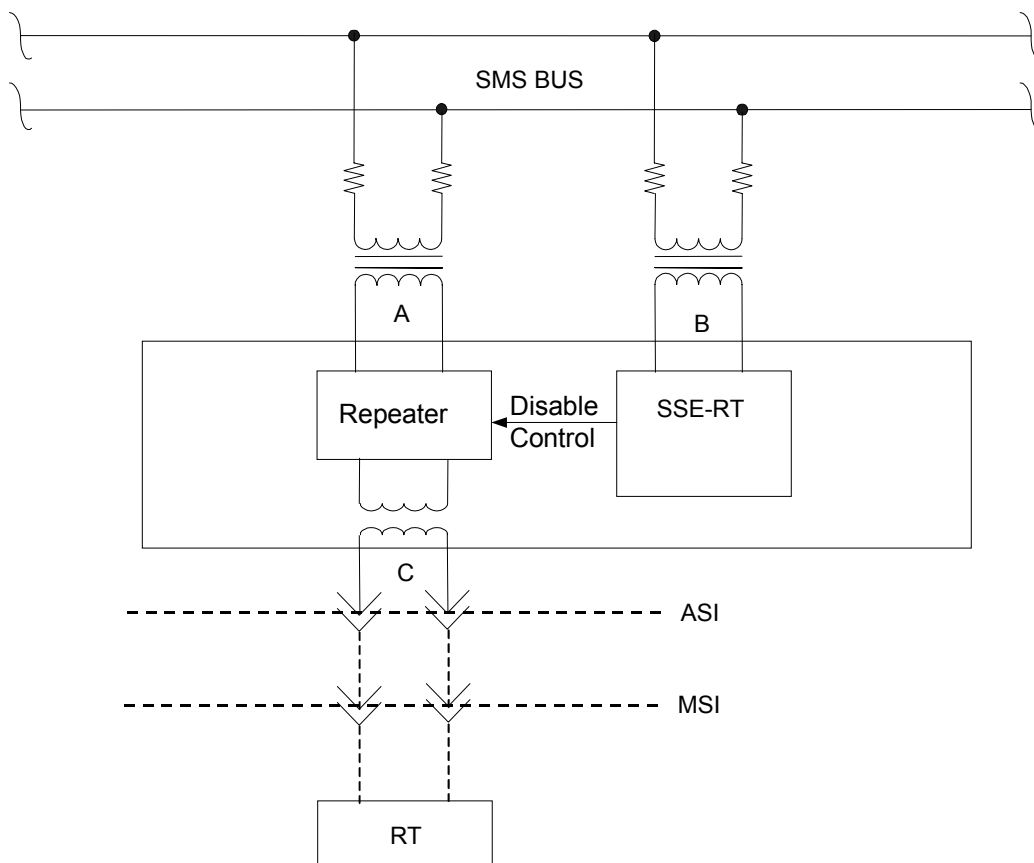 SMS BUS
A
B
Repeater
Disable
Control
SSE-RT
C
ASI
MSI
RT